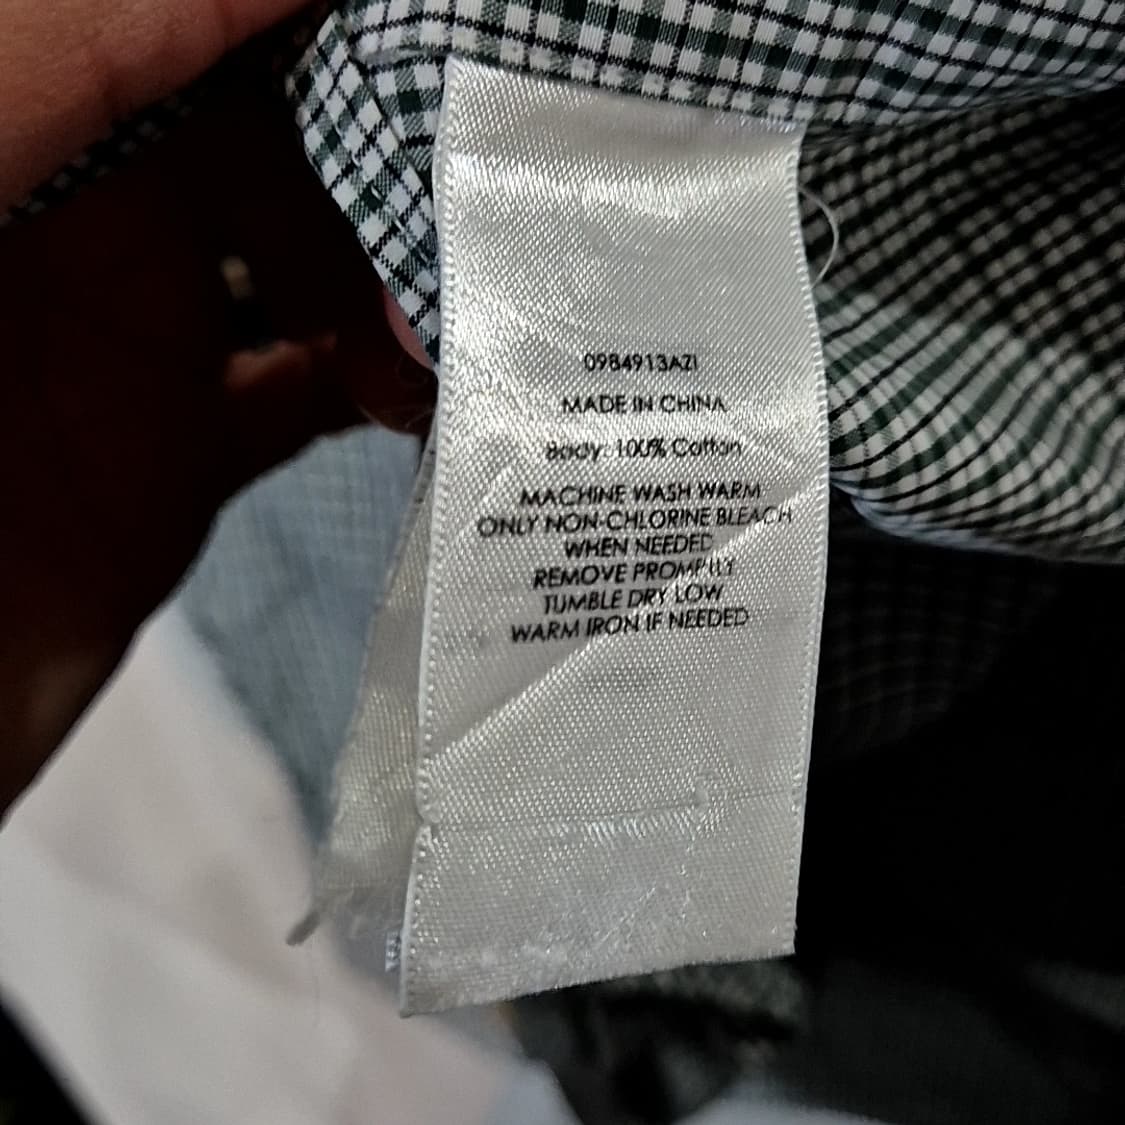 0984913AZI
MADE IN CHINA
Body: 100% Cotton
MACHINE WASH WARM
ONLY NON-CHLORINE BLEACH
WHEN NEEDED
REMOVE PROMPTLY
TUMBLE DRY LOW
WARM IRON IF NEEDED